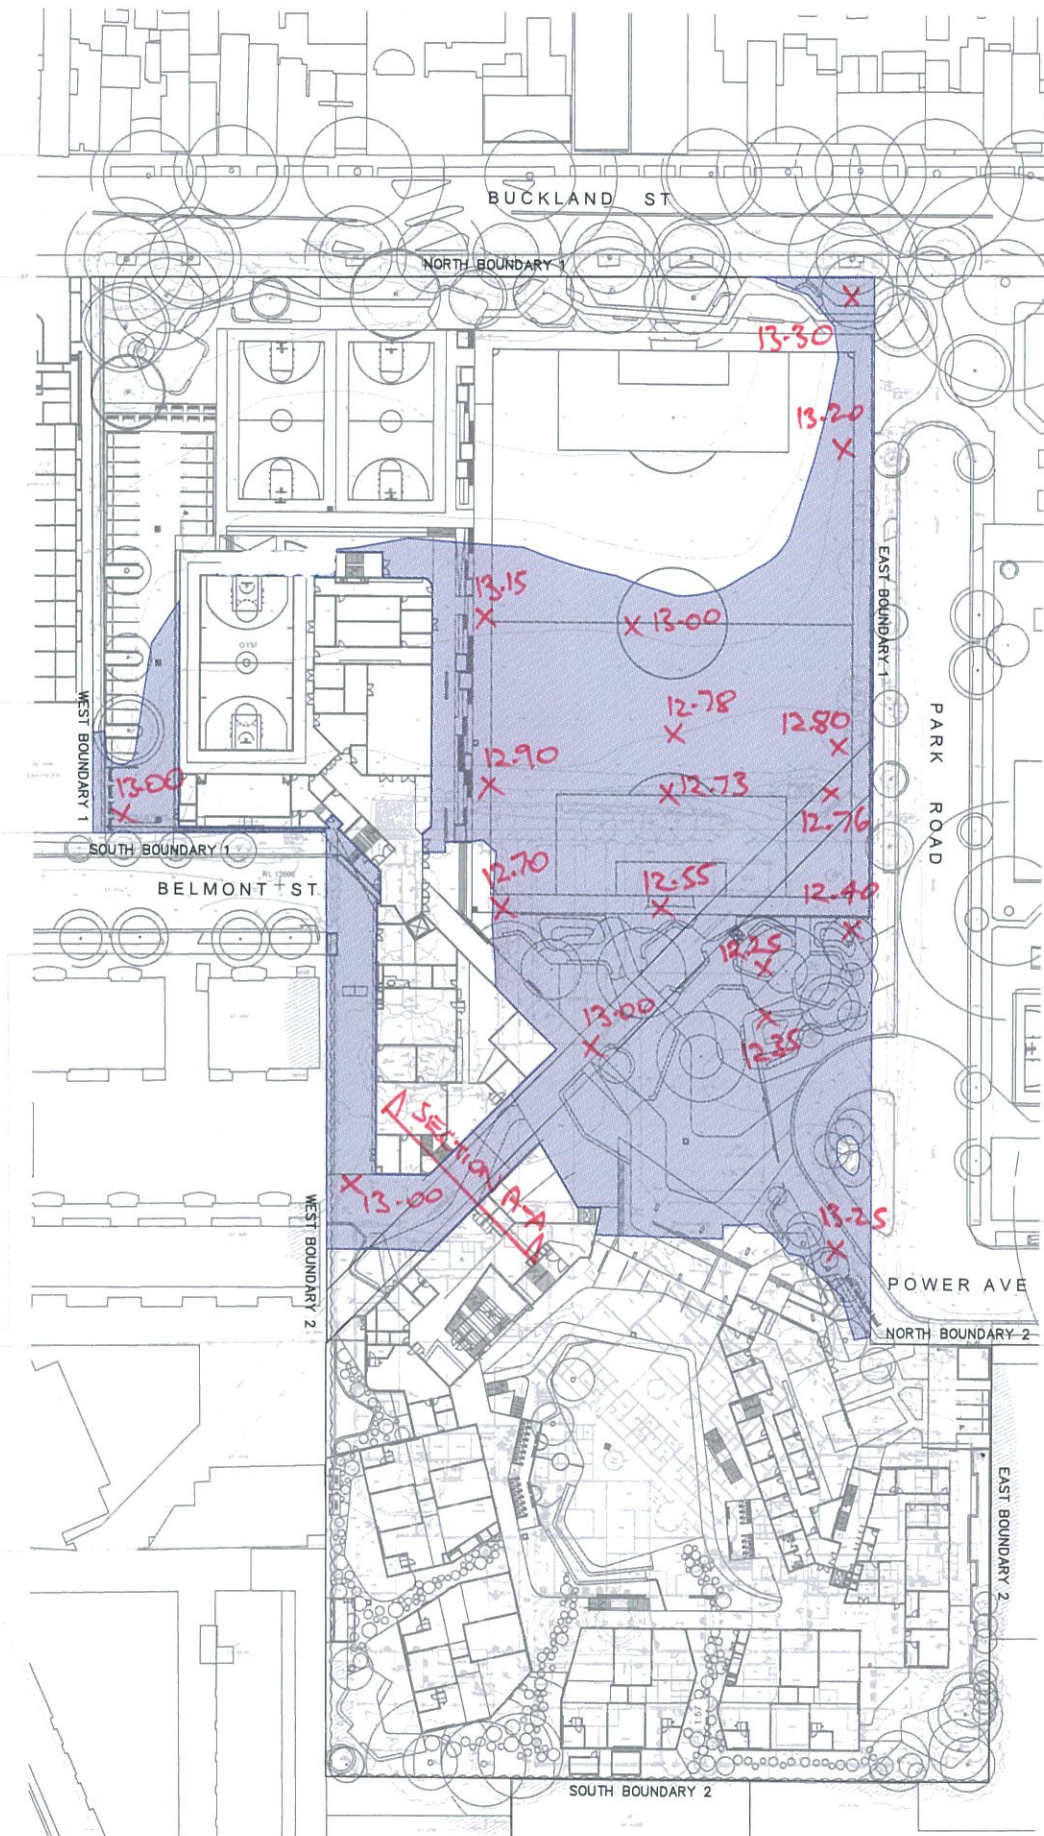 BUCKLAND ST
NORTH BOUNDARY 1
13.30
13.20
EAST BOUNDARY 1
13.15
13.00
GYM
WEST BOUNDARY 1
12.78
12.80
PARK ROAD
12.90
13.00
12.73
12.76
SOUTH BOUNDARY 1
BELMONT ST
12.70
12.55
12.40
12.25
13.00
12.35
SECTION A-A
13.00
WEST BOUNDARY 2
13.25
POWER AVE
NORTH BOUNDARY 2
EAST BOUNDARY 2
SOUTH BOUNDARY 2